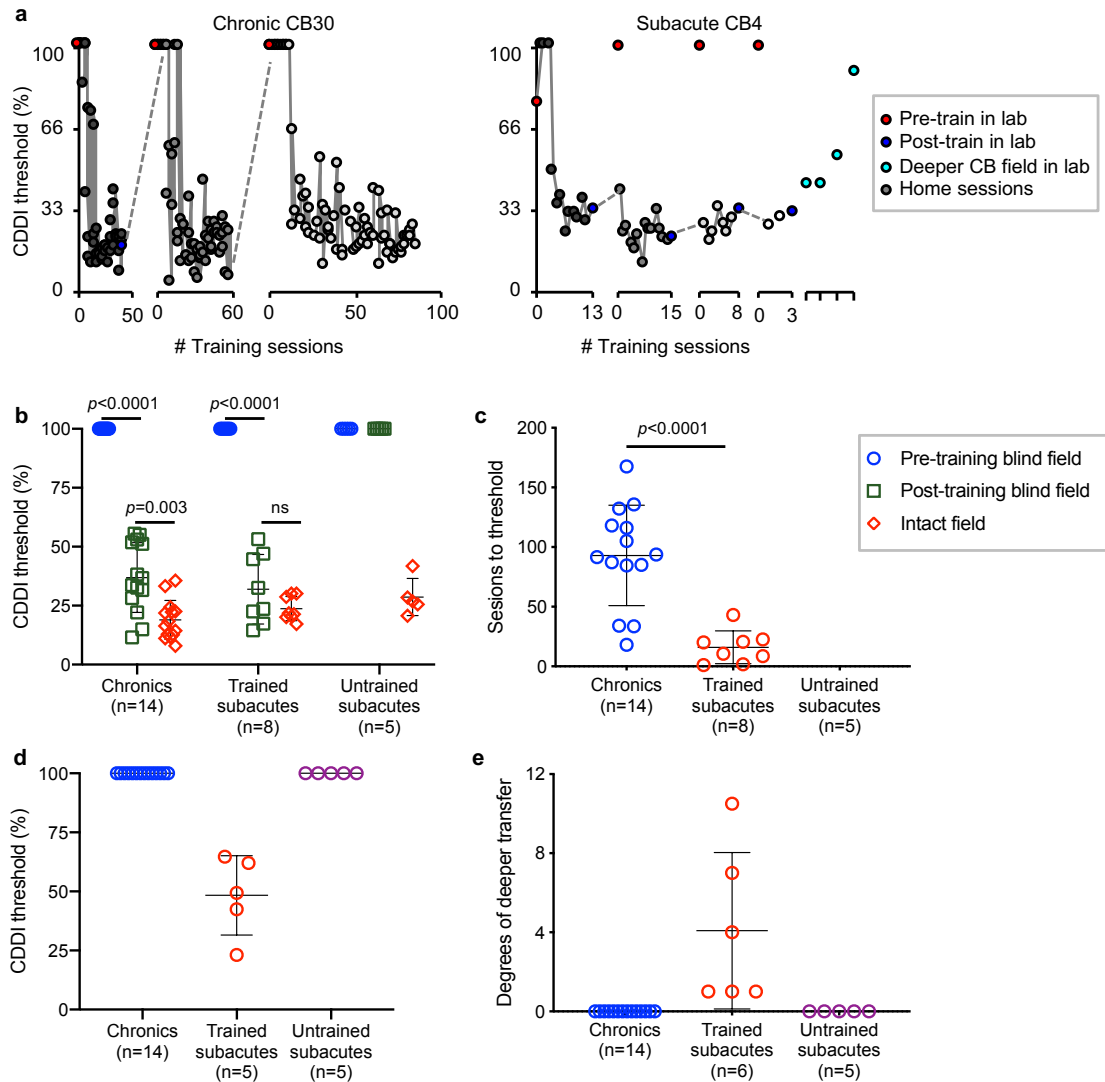 a
Chronic CB30
Subacute CB4
CDDI threshold (%)
100
66
33
0
0
50
0
60
0
50
100
# Training sessions
100
66
33
0
0
13
0
15
0
8
0
3
# Training sessions
Pre-train in lab
Post-train in lab
Deeper CB field in lab
Home sessions
b
CDDI threshold (%)
100
75
50
25
0
p<0.0001
p<0.0001
p=0.003
ns
Chronics
(n=14)
Trained
subacutes
(n=8)
Untrained
subacutes
(n=5)
c
Sesions to threshold
200
150
100
50
0
p<0.0001
Chronics
(n=14)
Trained
subacutes
(n=8)
Untrained
subacutes
(n=5)
Pre-training blind field
Post-training blind field
Intact field
d
CDDI threshold (%)
100
75
50
25
0
Chronics
(n=14)
Trained
subacutes
(n=5)
Untrained
subacutes
(n=5)
e
Degrees of deeper transfer
12
8
4
0
Chronics
(n=14)
Trained
subacutes
(n=6)
Untrained
subacutes
(n=5)